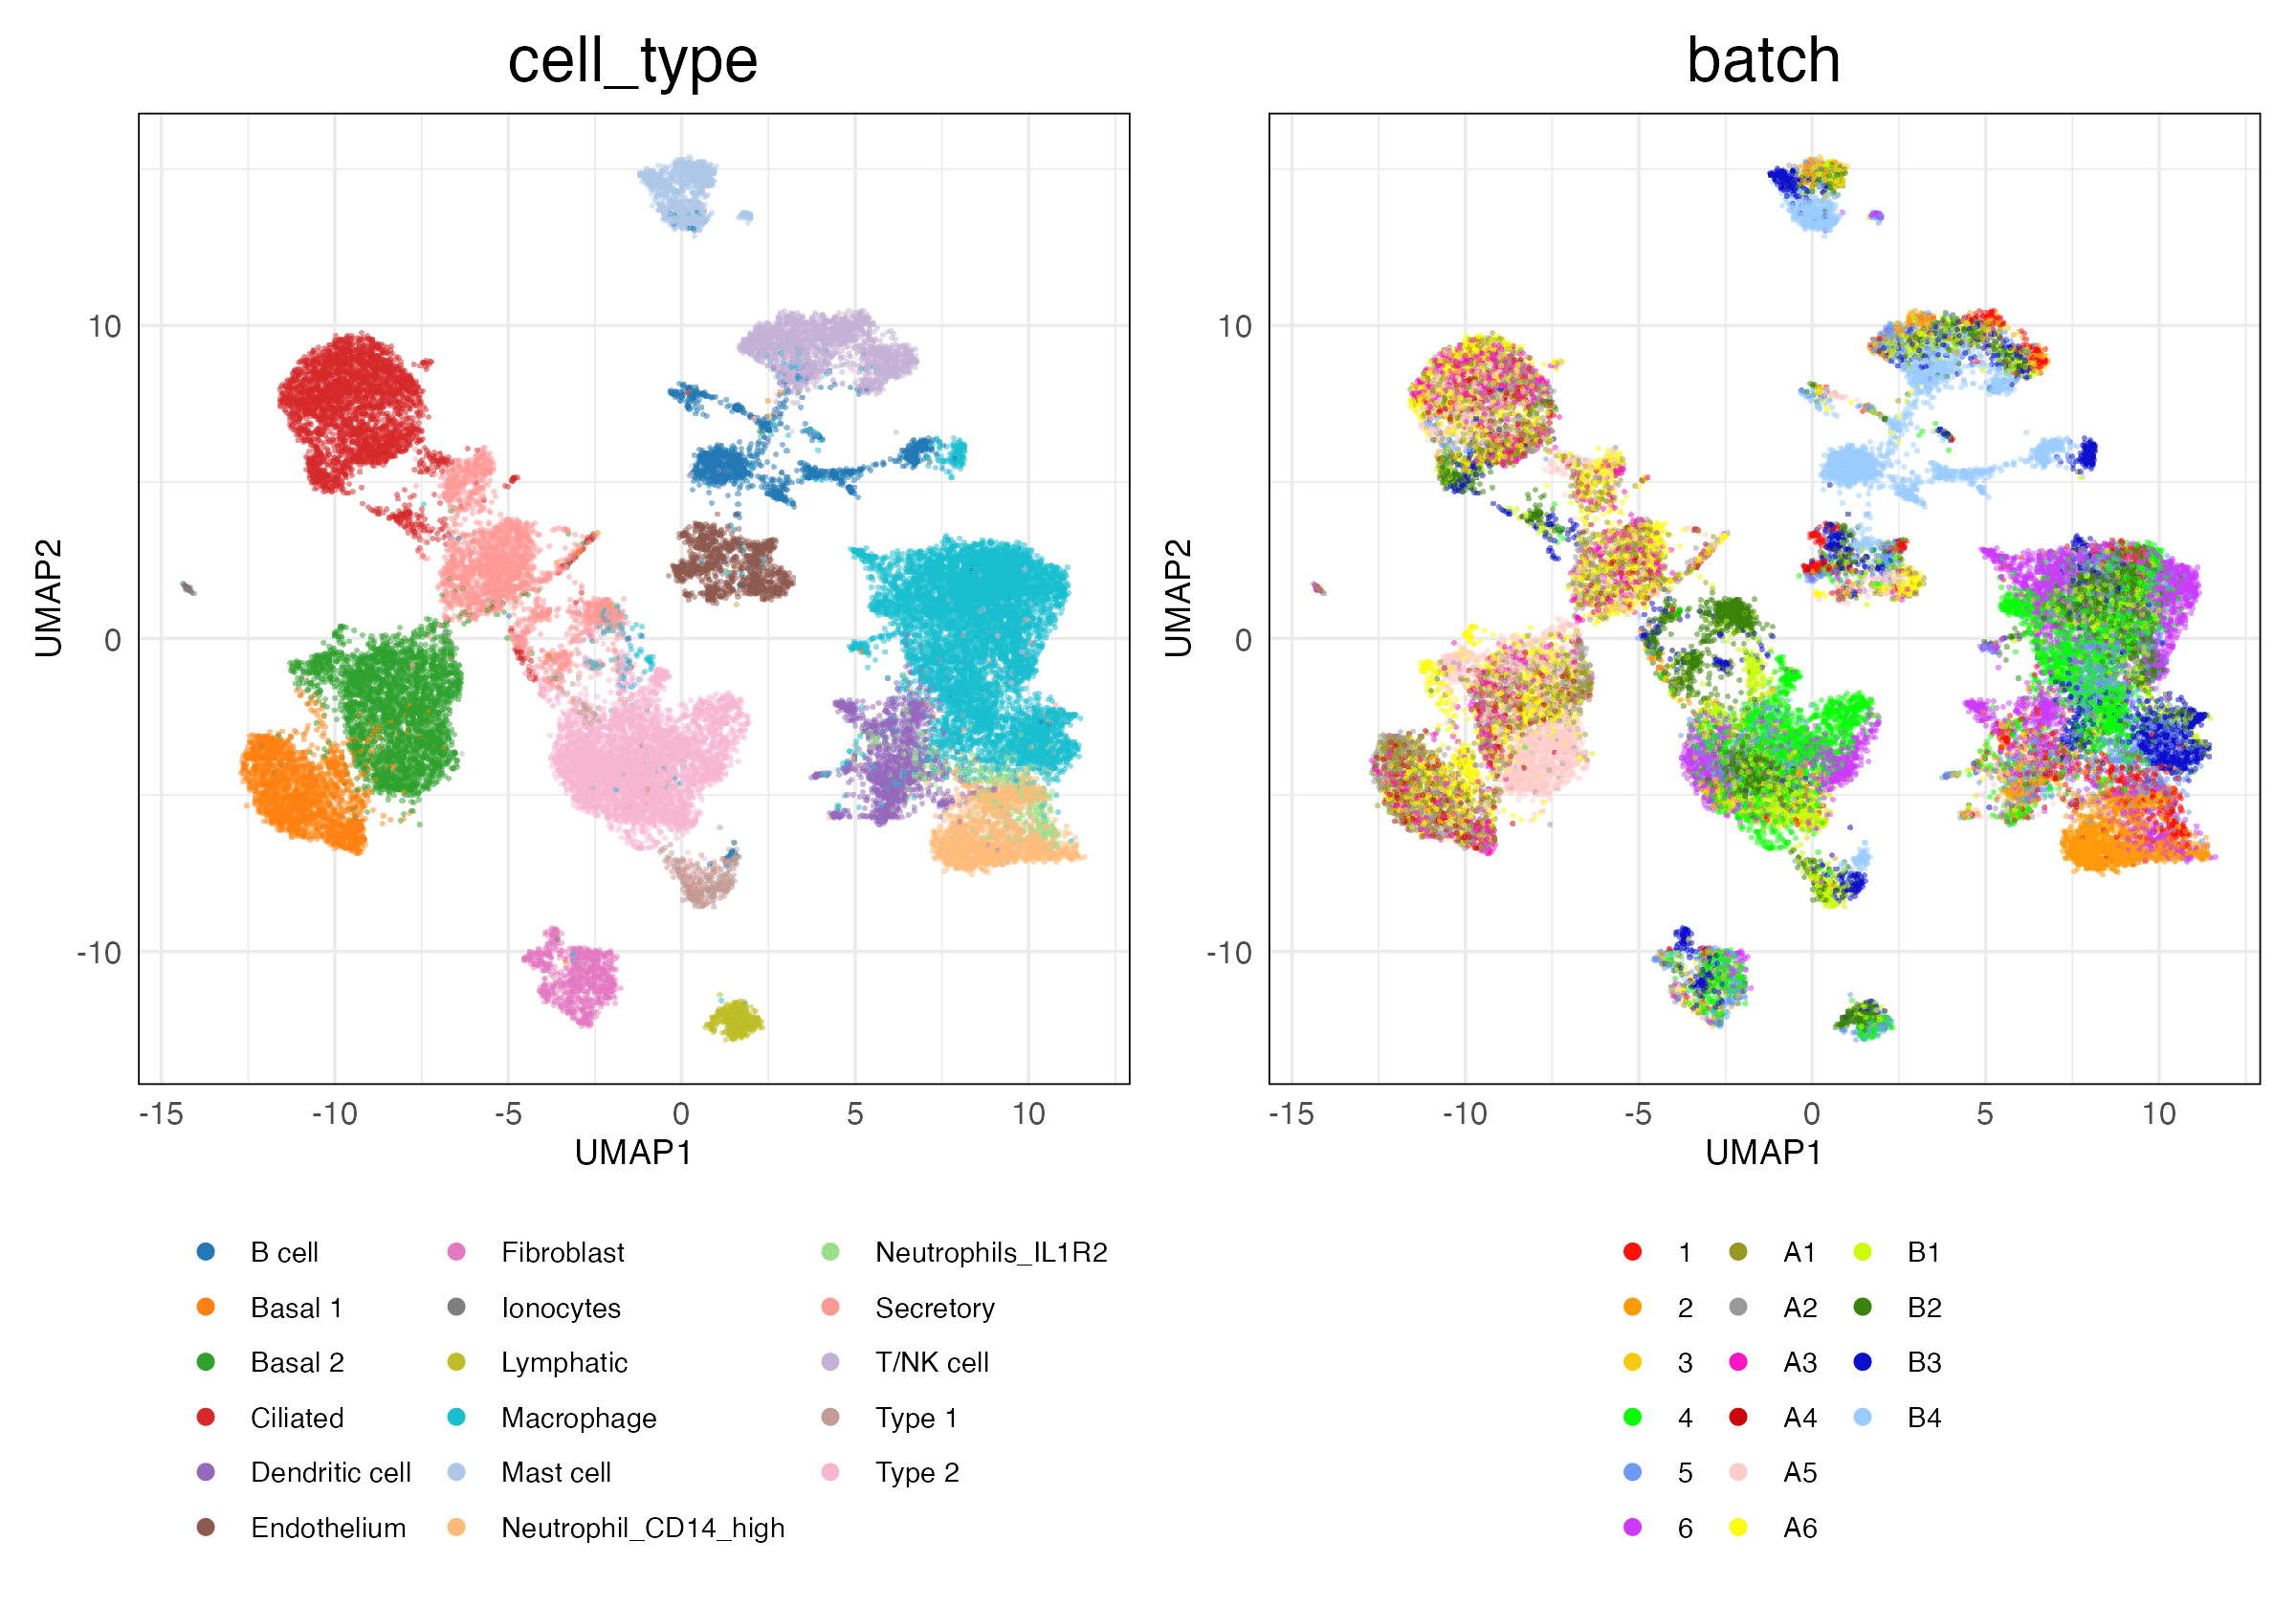 cell_type
batch
10
0
-10
UMAP2
-15 -10 -5 0 5 10
UMAP1
10
0
-10
UMAP2
-15 -10 -5 0 5 10
UMAP1
B cell
Basal 1
Basal 2
Ciliated
Dendritic cell
Endothelium
Fibroblast
Ionocytes
Lymphatic
Macrophage
Mast cell
Neutrophil_CD14_high
Neutrophils_IL1R2
Secretory
T/NK cell
Type 1
Type 2
1
2
3
4
5
6
A1
A2
A3
A4
A5
A6
B1
B2
B3
B4